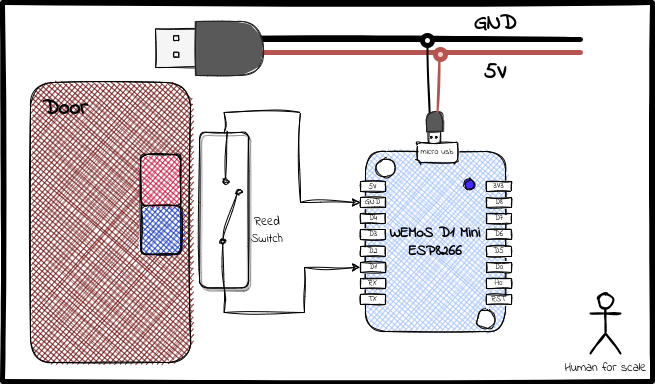 GND
5v
Door
micro usb
Reed
Switch
5V
GND
D4
D3
D2
D1
RX
TX
WEMOS D1 Mini
ESP8266
3V3
D8
D7
D6
D5
D0
A0
RST
Human for scale